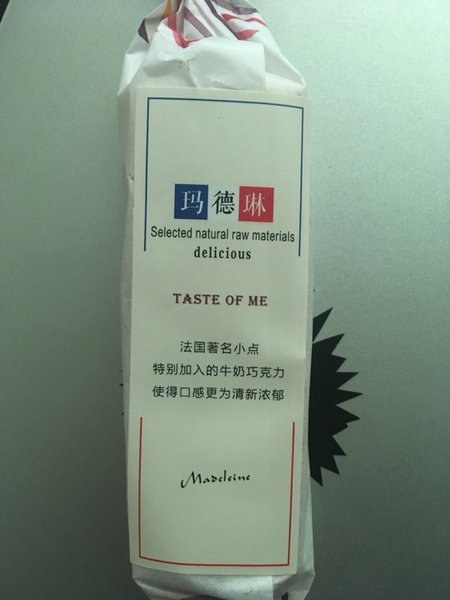 玛德琳
Selected natural raw materials
delicious
TASTE OF ME
法国著名小点
特别加入的牛奶巧克力
使得口感更为清新浓郁
Madeleine